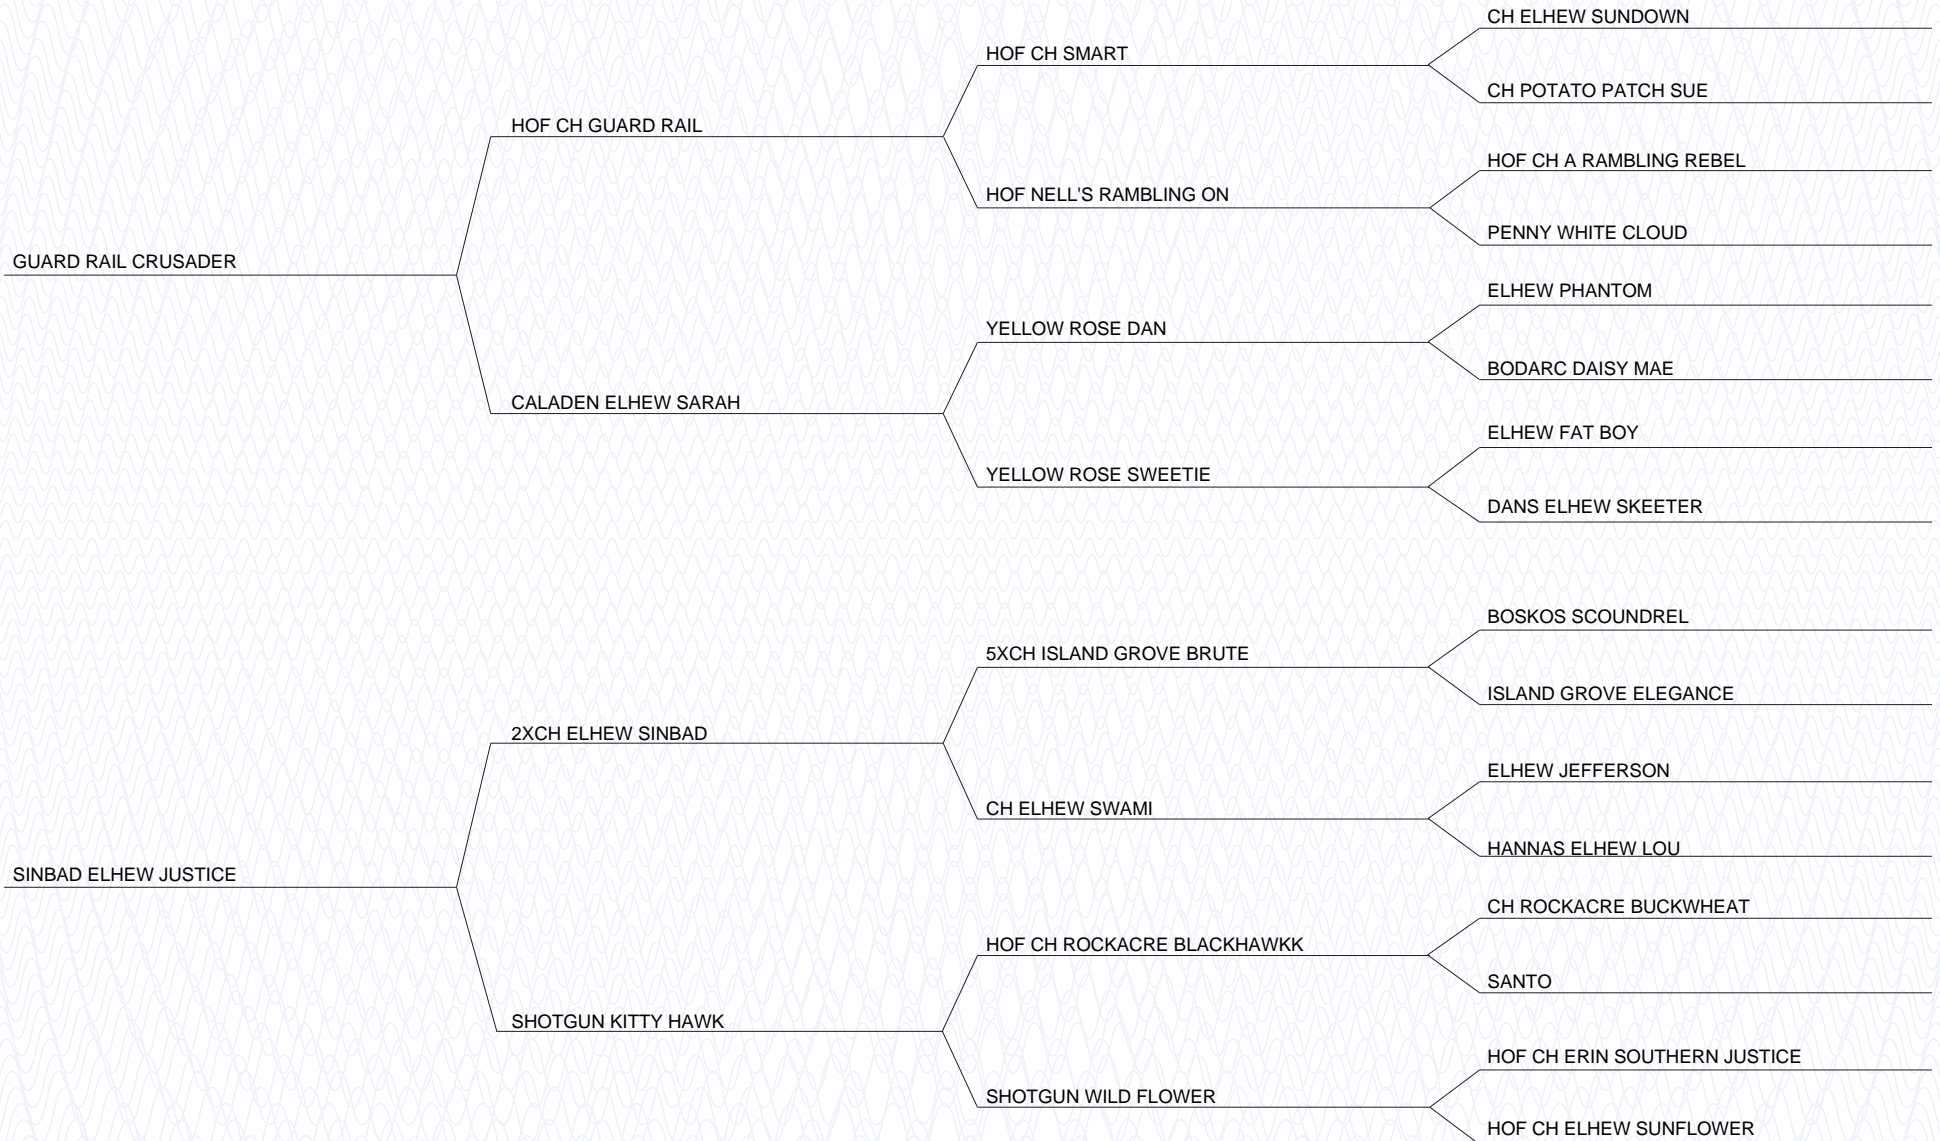 CH ELHEW SUNDOWN
HOF CH SMART
CH POTATO PATCH SUE
HOF CH GUARD RAIL
HOF CH A RAMBLING REBEL
HOF NELL'S RAMBLING ON
PENNY WHITE CLOUD
GUARD RAIL CRUSADER
ELHEW PHANTOM
YELLOW ROSE DAN
BODARC DAISY MAE
CALADEN ELHEW SARAH
ELHEW FAT BOY
YELLOW ROSE SWEETIE
DANS ELHEW SKEETER
BOSKOS SCOUNDREL
5XCH ISLAND GROVE BRUTE
ISLAND GROVE ELEGANCE
2XCH ELHEW SINBAD
ELHEW JEFFERSON
CH ELHEW SWAMI
HANNAS ELHEW LOU
SINBAD ELHEW JUSTICE
CH ROCKACRE BUCKWHEAT
HOF CH ROCKACRE BLACKHAWKK
SANTO
SHOTGUN KITTY HAWK
HOF CH ERIN SOUTHERN JUSTICE
SHOTGUN WILD FLOWER
HOF CH ELHEW SUNFLOWER